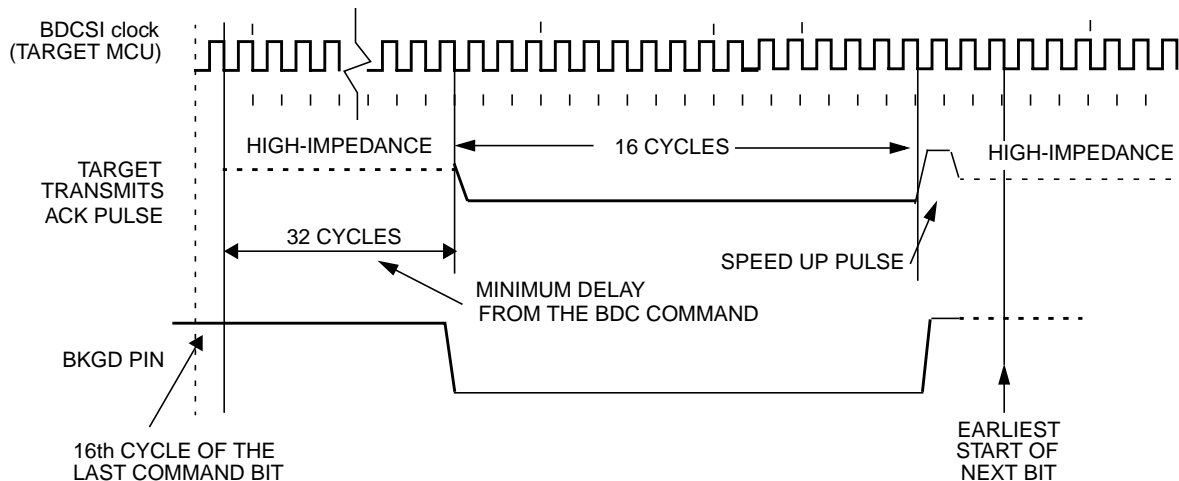 BDCSI clock
(TARGET MCU)
HIGH-IMPEDANCE
16 CYCLES
HIGH-IMPEDANCE
TARGET
TRANSMITS
ACK PULSE
32 CYCLES
SPEED UP PULSE
MINIMUM DELAY
FROM THE BDC COMMAND
BKGD PIN
16th CYCLE OF THE
LAST COMMAND BIT
EARLIEST
START OF
NEXT BIT